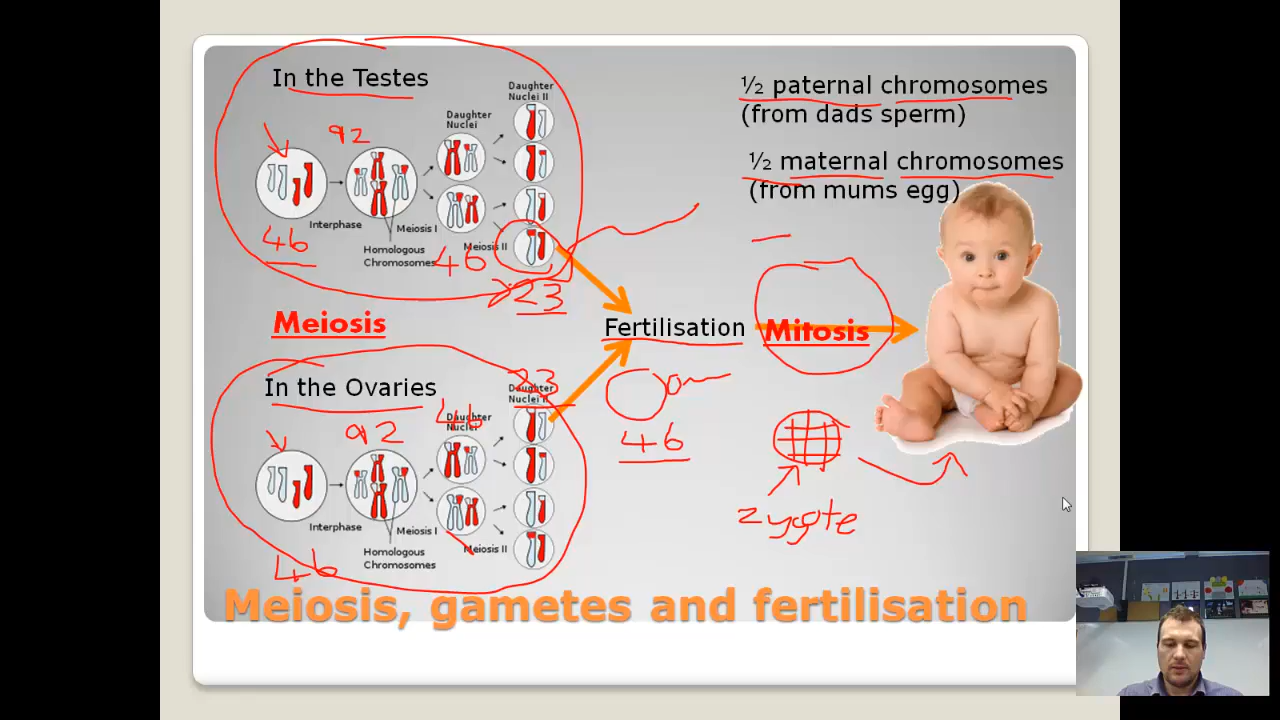 In the Testes
Daughter
Nuclei II
Daughter
Nuclei
92
Interphase
Meiosis I
46
Homologous
Chromosomes
46
Meiosis II
23
Meiosis
In the Ovaries
23
Daughter
Nuclei II
46
Daughter
Nuclei
92
Interphase
Meiosis I
Meiosis II
Homologous
Chromosomes
46
½ paternal chromosomes
(from dads sperm)
½ maternal chromosomes
(from mums egg)
Fertilisation
Mitosis
46
zygote
Meiosis, gametes and fertilisation